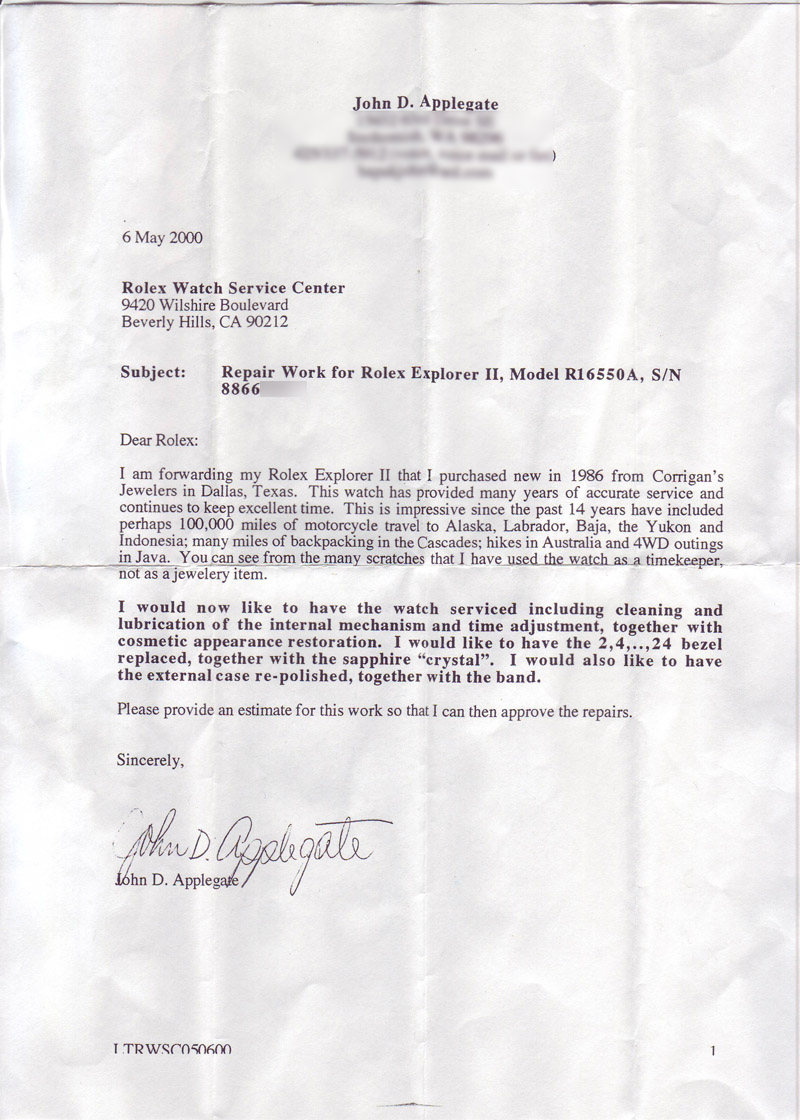 John D. Applegate
)
6 May 2000
Rolex Watch Service Center
9420 Wilshire Boulevard
Beverly Hills, CA 90212
Subject: Repair Work for Rolex Explorer II, Model R16550A, S/N
8866
Dear Rolex:
I am forwarding my Rolex Explorer II that I purchased new in 1986 from Corrigan's
Jewelers in Dallas, Texas. This watch has provided many years of accurate service and
continues to keep excellent time. This is impressive since the past 14 years have included
perhaps 100,000 miles of motorcycle travel to Alaska, Labrador, Baja, the Yukon and
Indonesia; many miles of backpacking in the Cascades; hikes in Australia and 4WD outings
in Java. You can see from the many scratches that I have used the watch as a timekeeper,
not as a jewelery item.
I would now like to have the watch serviced including cleaning and
lubrication of the internal mechanism and time adjustment, together with
cosmetic appearance restoration. I would like to have the 2,4,..,24 bezel
replaced, together with the sapphire “crystal”. I would also like to have
the external case re-polished, together with the band.
Please provide an estimate for this work so that I can then approve the repairs.
Sincerely,
John D. Applegate
John D. Applegate
LTRWSC050600 1